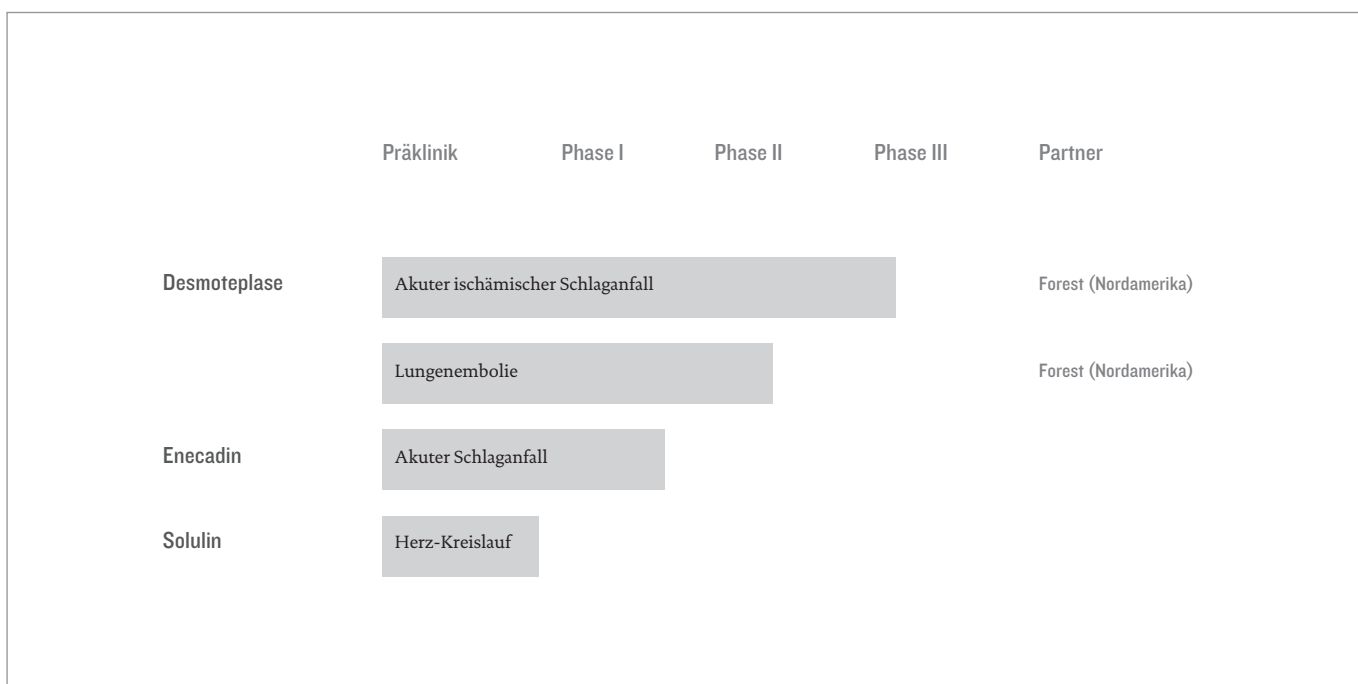 Präklinik Phase I Phase II Phase III Partner
Desmoteplase Akuter ischämischer Schlaganfall Forest (Nordamerika)
Lungenembolie Forest (Nordamerika)
Enecadin Akuter Schlaganfall
Solulin Herz-Kreislauf